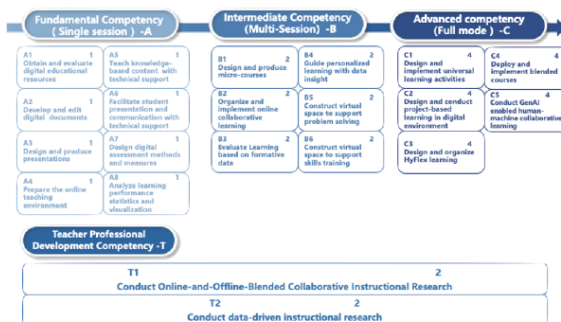 Fundamental Competency
( Single session ) -A
Intermediate Competency
(Multi-Session) -B
Advanced competency
(Full mode ) -C
A1 1
Obtain and evaluate
digital educational
resources
A2 1
Develop and edit
digital documents
A3 1
Design and produce
presentations
A4 1
Prepare the online
teaching
environment
A5 1
Teach knowledge-
based content with
technical support
A6 1
Facilitate student
presentation and
communication with
technical support
A7 1
Design digital
assessment methods
and measures
A8 1
Analyze learning
performance
statistics and
visualization
B1 2
Design and produce
micro-courses
B2 2
Organize and
implement online
collaborative
learning
B3 2
Evaluate Learning
based on formative
data
B4 2
Guide personalized
learning with data
insight
B5 2
Construct virtual
space to support
problem solving
B6 2
Construct virtual
space to support
skills training
C1 4
Design and
implement universal
learning activities
C2 4
Design and conduct
project-based
learning in digital
environment
C3 4
Design and organize
HyFlex learning
C4 4
Deploy and
implement blended
courses
C5 4
Conduct GenAI
enabled human-
machine collaborative
learning
Teacher Professional
Development Competency -T
T1 2
Conduct Online-and-Offline-Blended Collaborative Instructional Research
T2 2
Conduct data-driven instructional research